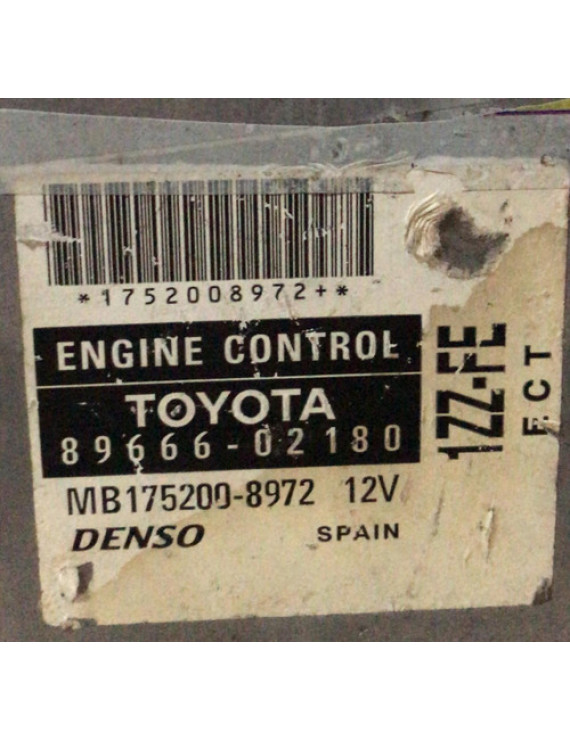 *1752008972+*
ENGINE CONTROL
TOYOTA
89666-02180
MB175200-8972 12V
DENSO SPAIN
1ZZ-FE
ECT